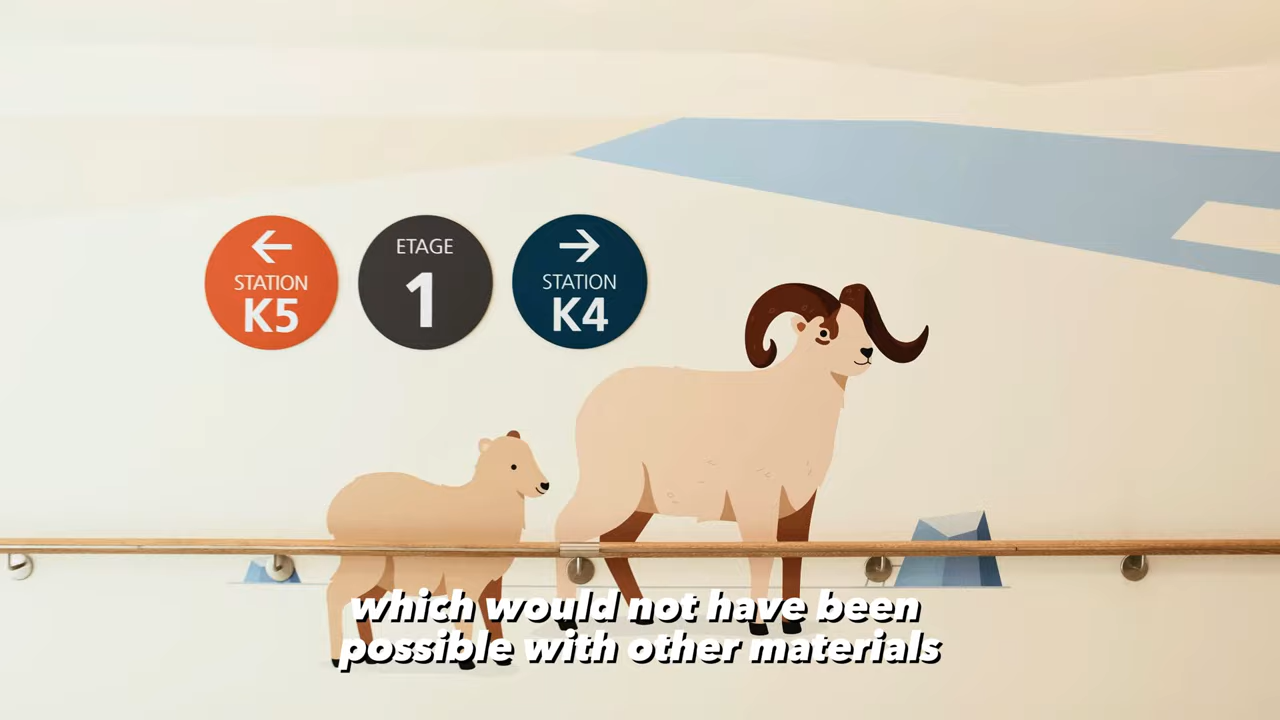 ←
STATION
K5
ETAGE
1
→
STATION
K4
which would not have been
possible with other materials